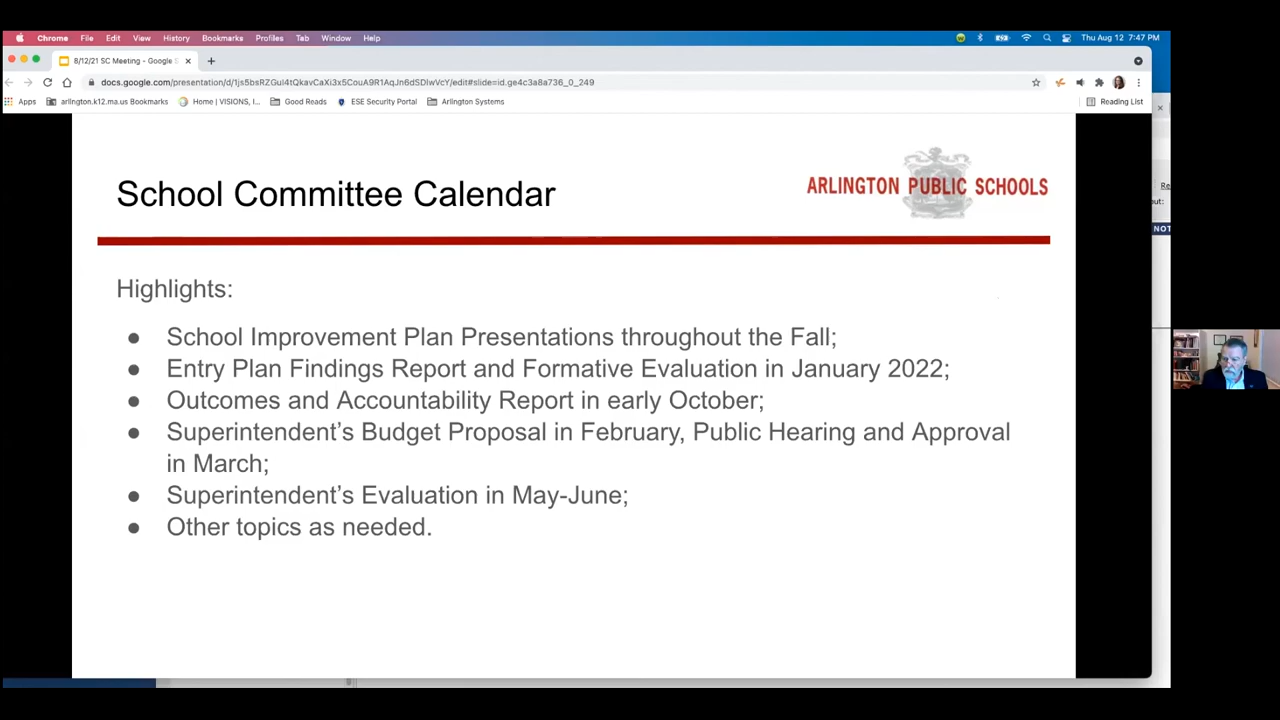 Chrome File Edit View History Bookmarks Profiles Tab Window Help Thu Aug 12 7:47 PM
8/12/21 SC Meeting - Google S
docs.google.com/presentation/d/1js5bsRZGuI4tQkavCaXi3x5CouA9R1AqJn6dSDlwVcY/edit#slide=id.ge4c3a8a736_0_249
Apps arlington.k12.ma.us Bookmarks Home | VISIONS, I... Good Reads ESE Security Portal Arlington Systems Reading List
School Committee Calendar
ARLINGTON PUBLIC SCHOOLS
Re
out:
NOT
Highlights:
● School Improvement Plan Presentations throughout the Fall;
● Entry Plan Findings Report and Formative Evaluation in January 2022;
● Outcomes and Accountability Report in early October;
● Superintendent’s Budget Proposal in February, Public Hearing and Approval
in March;
● Superintendent’s Evaluation in May-June;
● Other topics as needed.